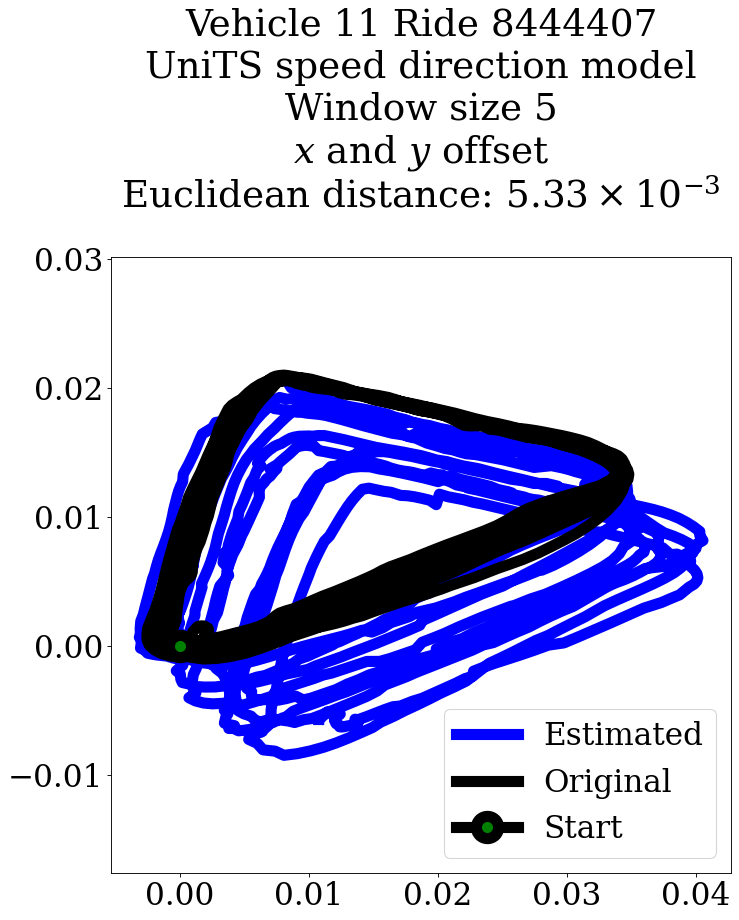 Vehicle 11 Ride 8444407
UniTS speed direction model
Window size 5
x and y offset
Euclidean distance: 5.33 × 10⁻³
0.03
0.02
0.01
0.00
−0.01
Estimated
Original
Start
0.00 0.01 0.02 0.03 0.04